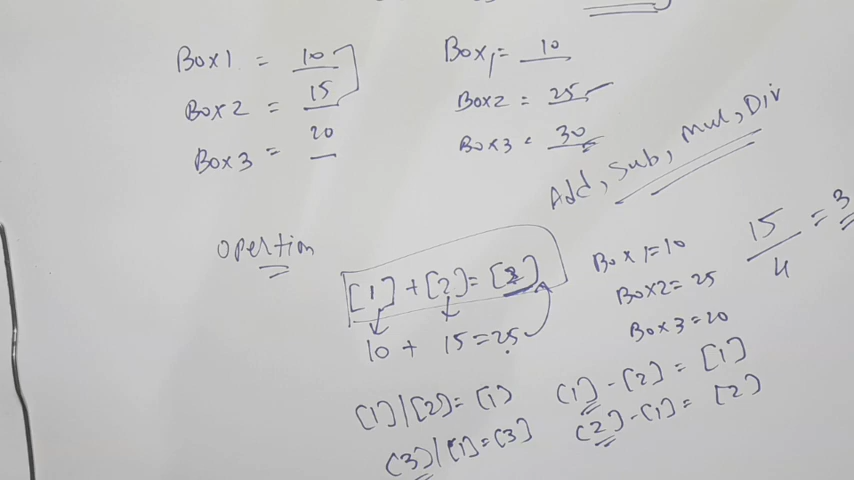 Box1 = 10
Box2 = 15
Box3 = 20
Box1= 10
Box2 = 25
Box3 = 30
Add, Sub, Mul, Div
Opertion
[1] + [2] = [2]
10 + 15 = 25
Box1=10
Box2=25
Box3=20
15/4 = 3
[1]/[2]= [1]
[3]/[1]=[3]
[1] - [2] = [1]
[2] - [1] = [2]